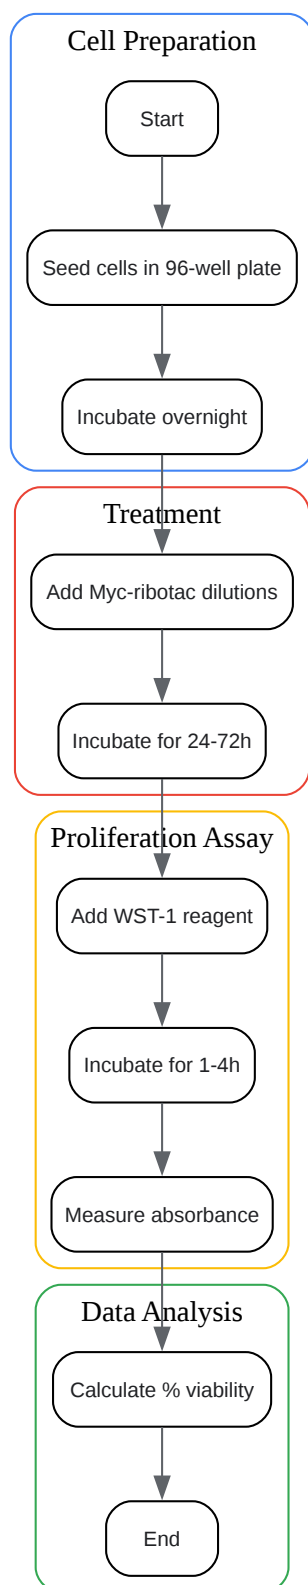 Cell Preparation
Start
Seed cells in 96-well plate
Incubate overnight
Treatment
Add Myc-ribotac dilutions
Incubate for 24-72h
Proliferation Assay
Add WST-1 reagent
Incubate for 1-4h
Measure absorbance
Data Analysis
Calculate % viability
End